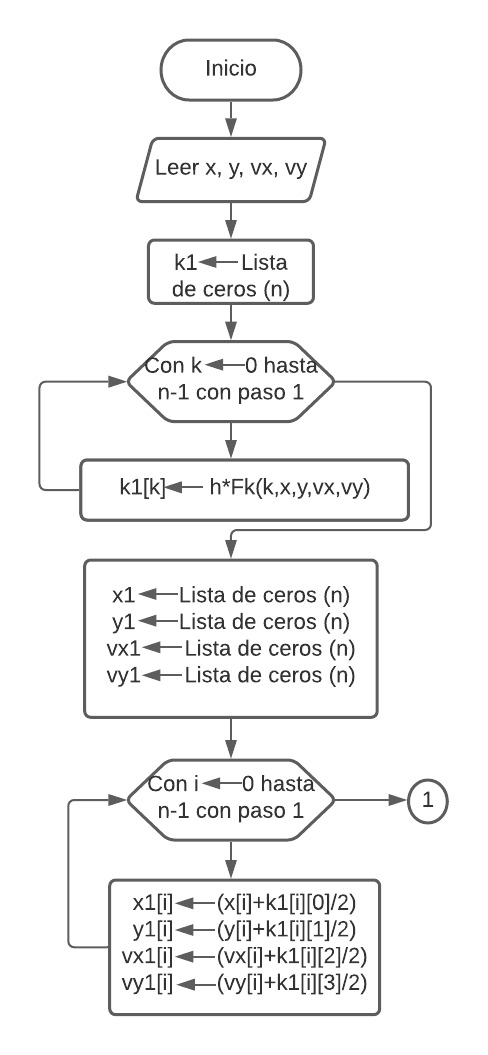 Inicio
Leer x, y, vx, vy
k1←Lista
de ceros (n)
Con k←0 hasta
n-1 con paso 1
k1[k]← h*Fk(k,x,y,vx,vy)
x1←Lista de ceros (n)
y1←Lista de ceros (n)
vx1←Lista de ceros (n)
vy1←Lista de ceros (n)
Con i←0 hasta
n-1 con paso 1
1
x1[i]←(x[i]+k1[i][0]/2)
y1[i]←(y[i]+k1[i][1]/2)
vx1[i]←(vx[i]+k1[i][2]/2)
vy1[i]←(vy[i]+k1[i][3]/2)